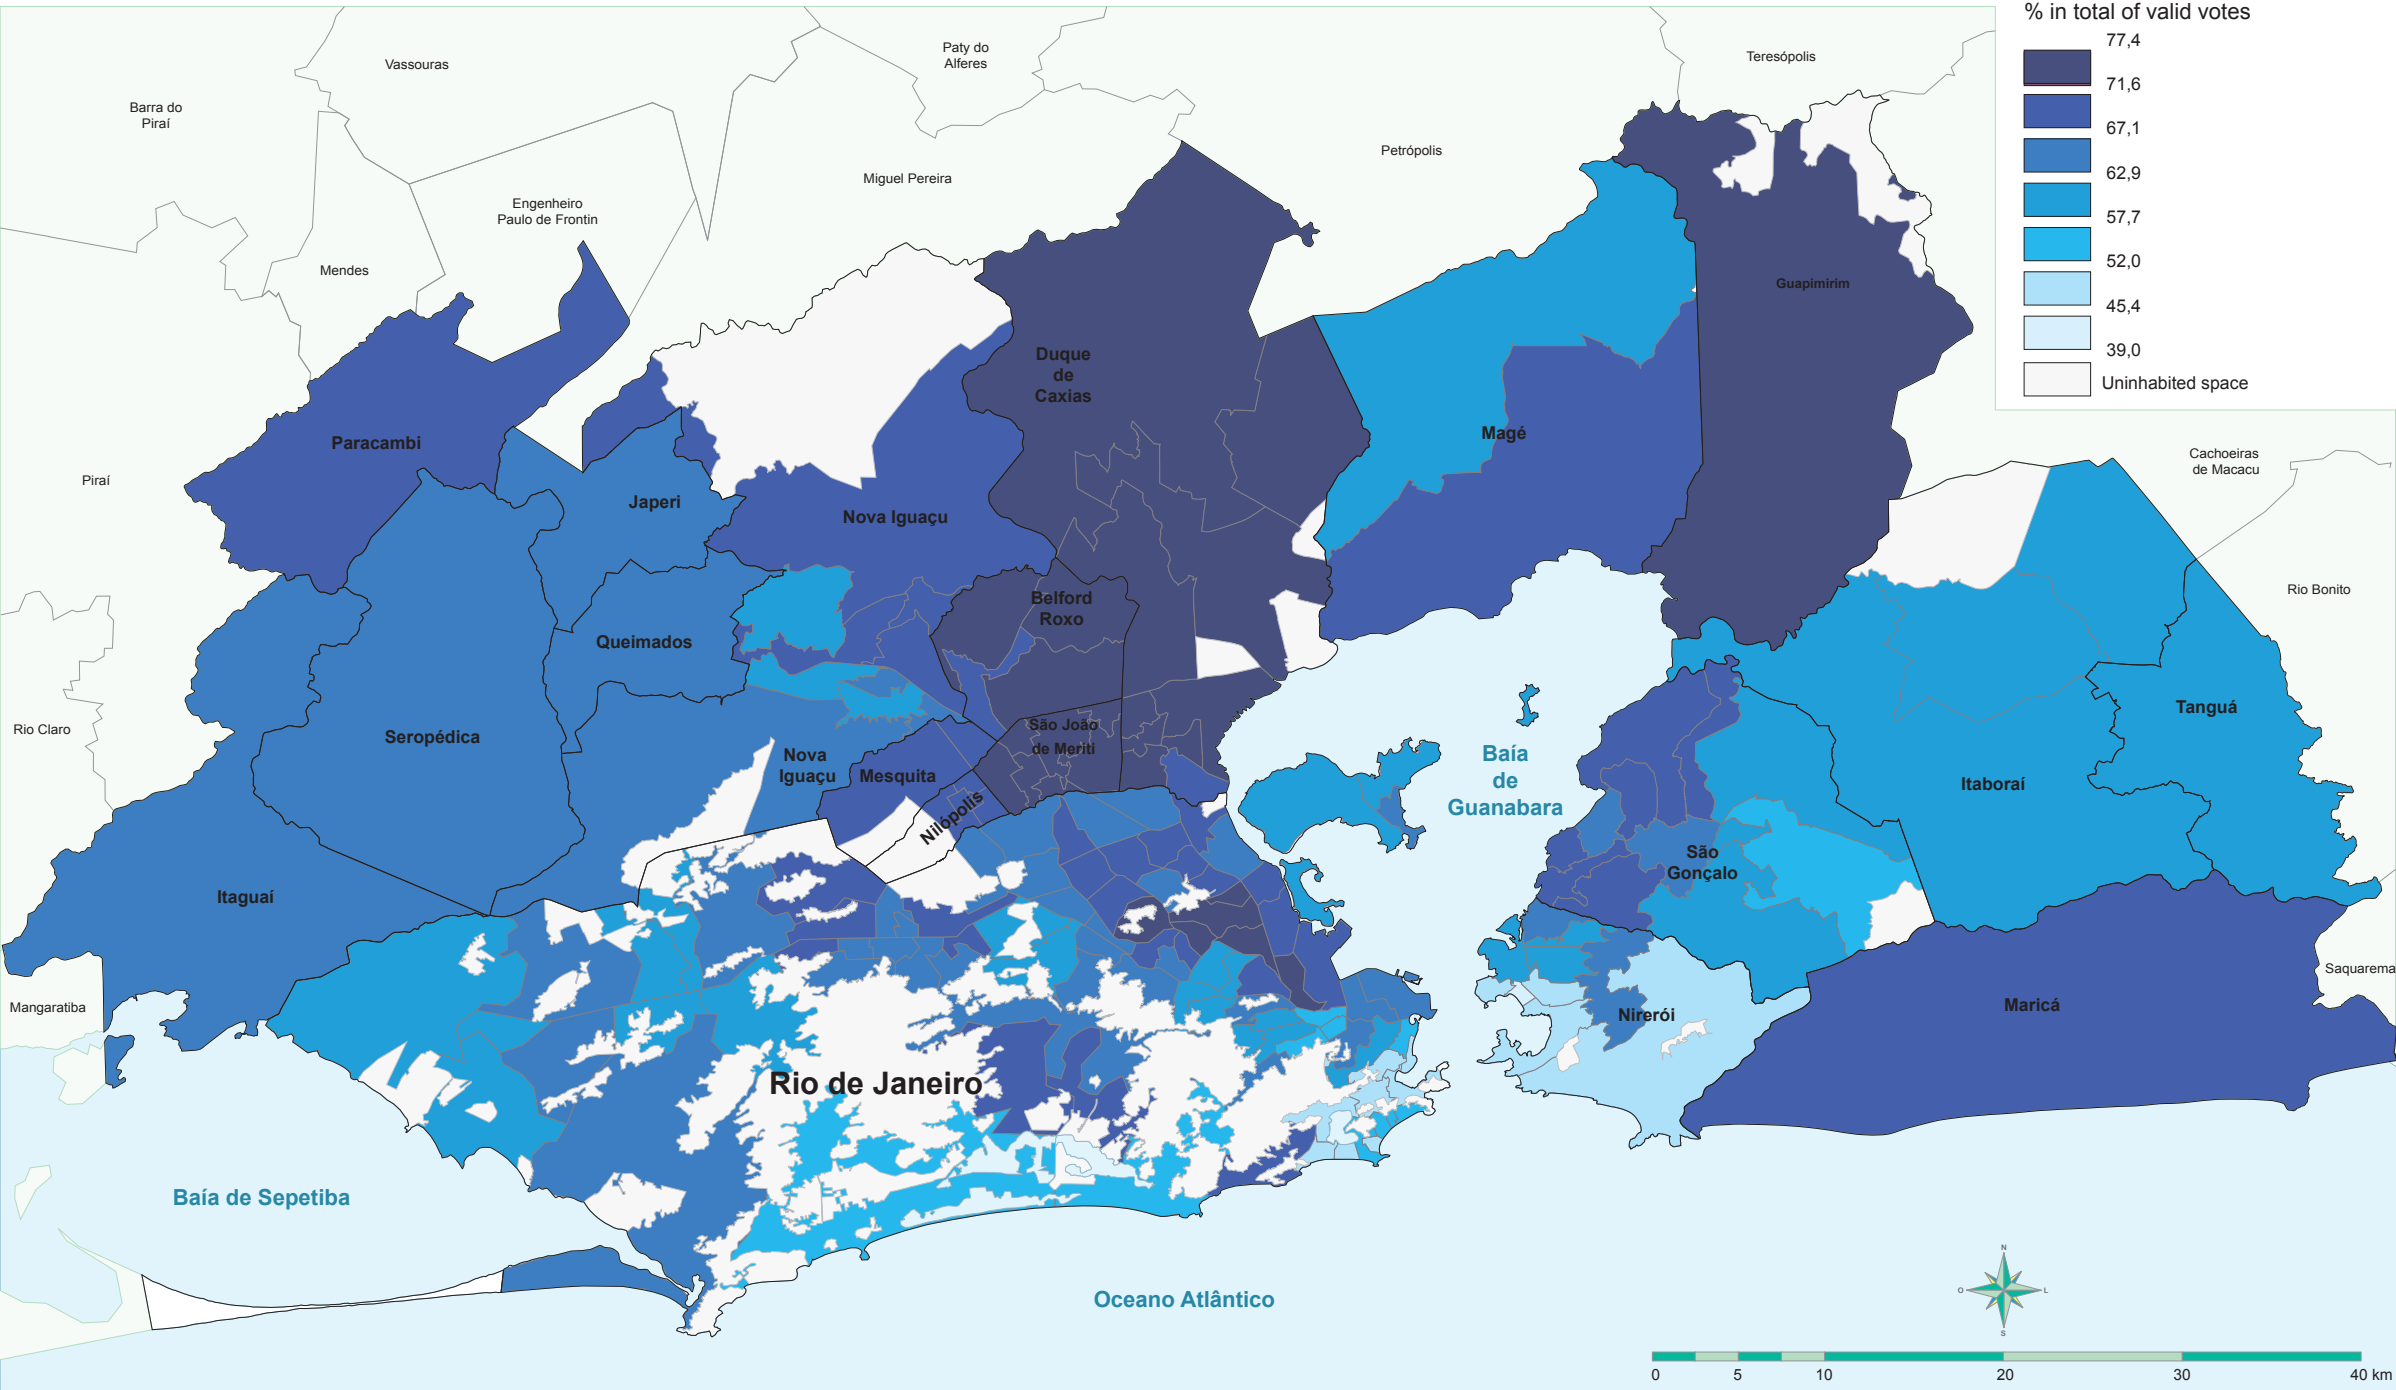 % in total of valid votes
77,4
71,6
67,1
62,9
57,7
52,0
45,4
39,0
Uninhabited space
Vassouras
Paty do
Alferes
Teresópolis
Barra do
Piraí
Petrópolis
Miguel Pereira
Engenheiro
Paulo de Frontin
Mendes
Guapimirim
Duque
de
Caxias
Paracambi
Magé
Cachoeiras
de Macacu
Piraí
Japeri
Nova Iguaçu
Rio Bonito
Belford
Roxo
Queimados
Tanguá
Rio Claro
Seropédica
São João
de Meriti
Baía
de
Guanabara
Nova
Iguaçu
Mesquita
Itaboraí
Nilópolis
São
Gonçalo
Itaguaí
Saquarema
Mangaratiba
Nirerói
Maricá
Rio de Janeiro
Baía de Sepetiba
Oceano Atlântico
N
O
L
S
0
5
10
20
30
40 km